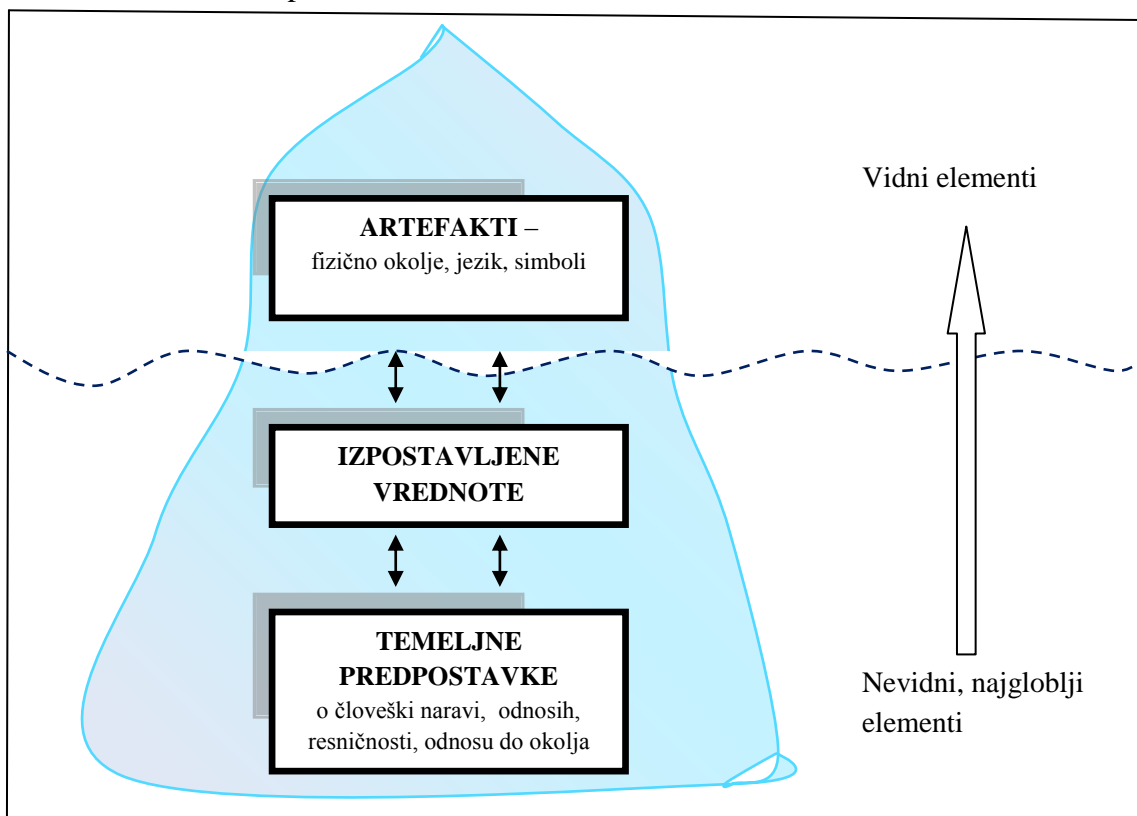 ARTEFAKTI –
fizično okolje, jezik, simboli
Vidni elementi
IZPOSTAVLJENE
VREDNOTE
TEMELJNE
PREDPOSTAVKE
o človeški naravi, odnosih,
resničnosti, odnosu do okolja
Nevidni, najgloblji
elementi